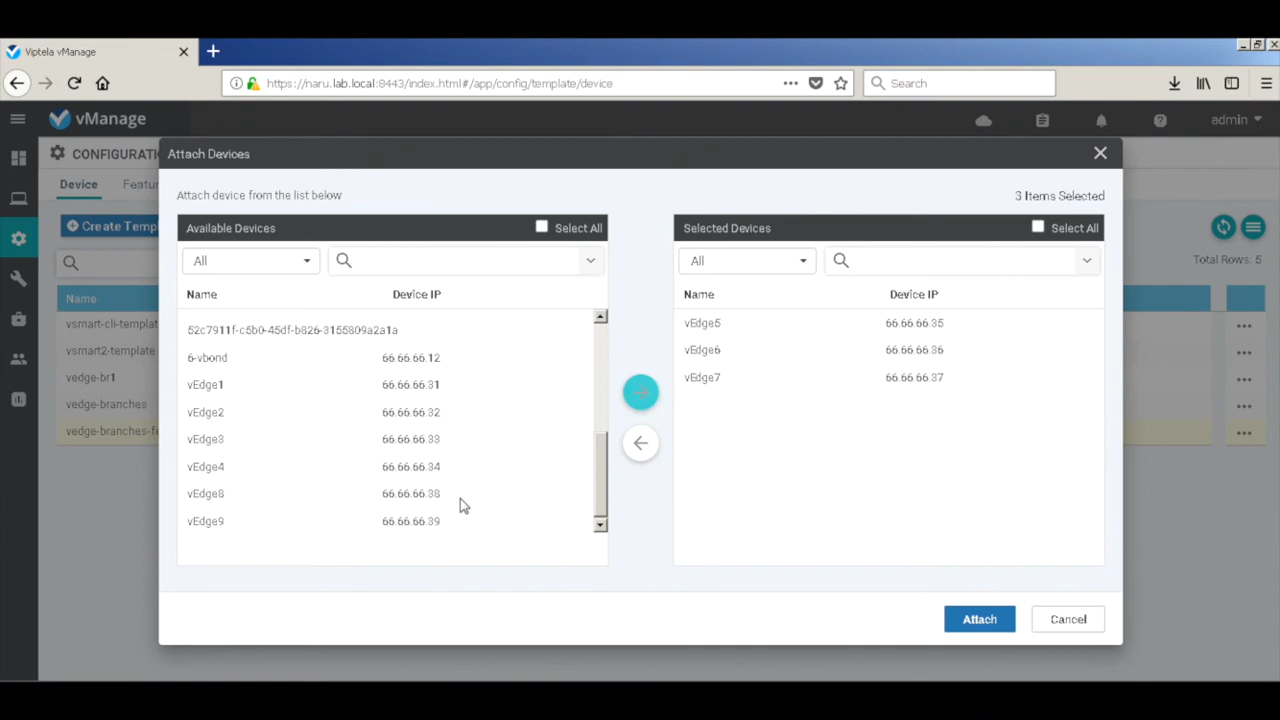 Viptela vManage
https://naru.lab.local:8443/index.html#/app/config/template/device
Search
vManage
admin
CONFIGURATI
Attach Devices
Device
Featur
Attach device from the list below
3 Items Selected
Create Temp
Available Devices
Select All
Selected Devices
Select All
All
All
Total Rows: 5
Name
Name
Device IP
Name
Device IP
vsmart-cli-templat
52c7911f-c5b0-45df-b826-3155809a2a1a
vEdge5 66.66.66.35
vsmart2-template
6-vbond 66.66.66.12
vEdge6 66.66.66.36
vedge-br1
vEdge1 66.66.66.31
vEdge7 66.66.66.37
vedge-branches
vEdge2 66.66.66.32
vedge-branches-fe
vEdge3 66.66.66.33
vEdge4 66.66.66.34
vEdge8 66.66.66.38
vEdge9 66.66.66.39
Attach
Cancel